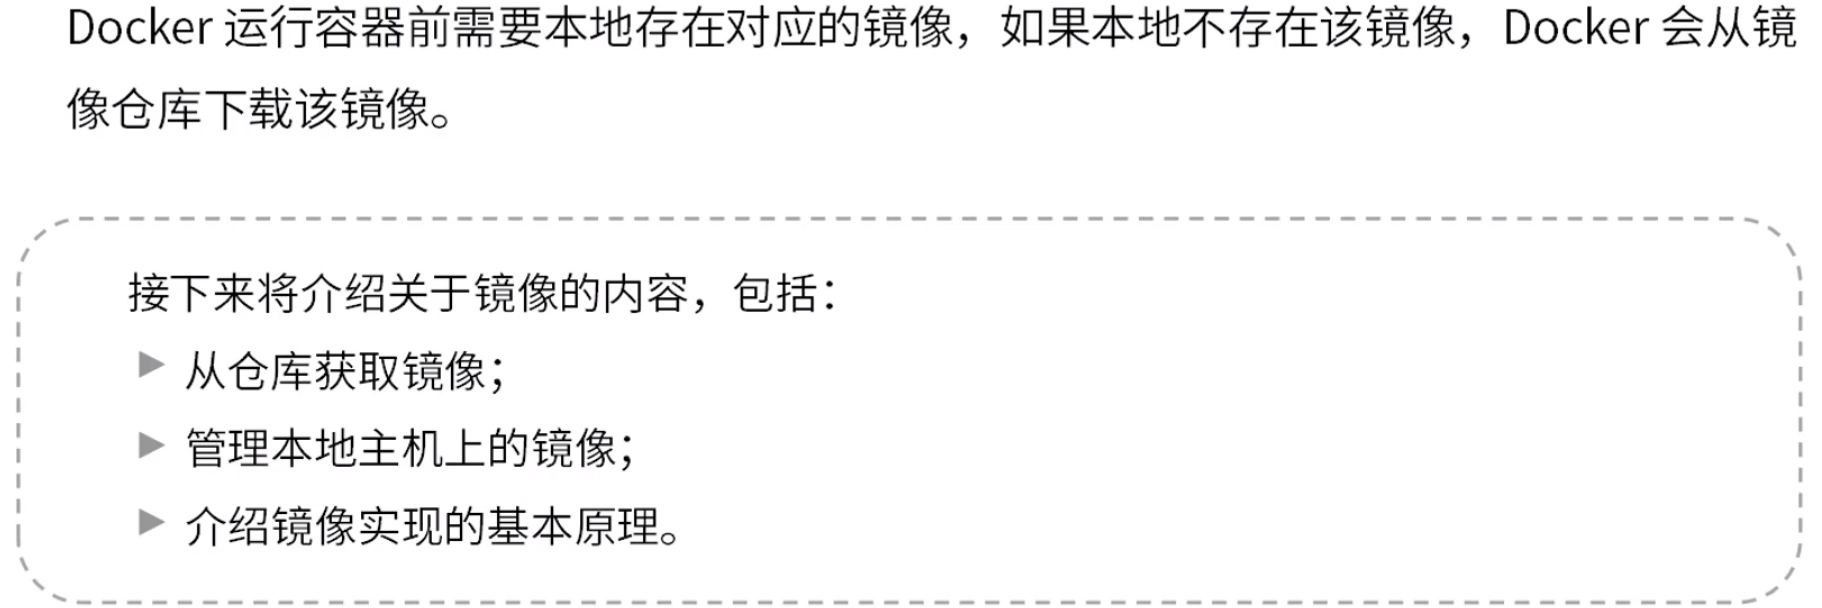 Docker 运行容器前需要本地存在对应的镜像，如果本地不存在该镜像，Docker 会从镜
像仓库下载该镜像。
接下来将介绍关于镜像的内容，包括：
从仓库获取镜像；
管理本地主机上的镜像；
介绍镜像实现的基本原理。